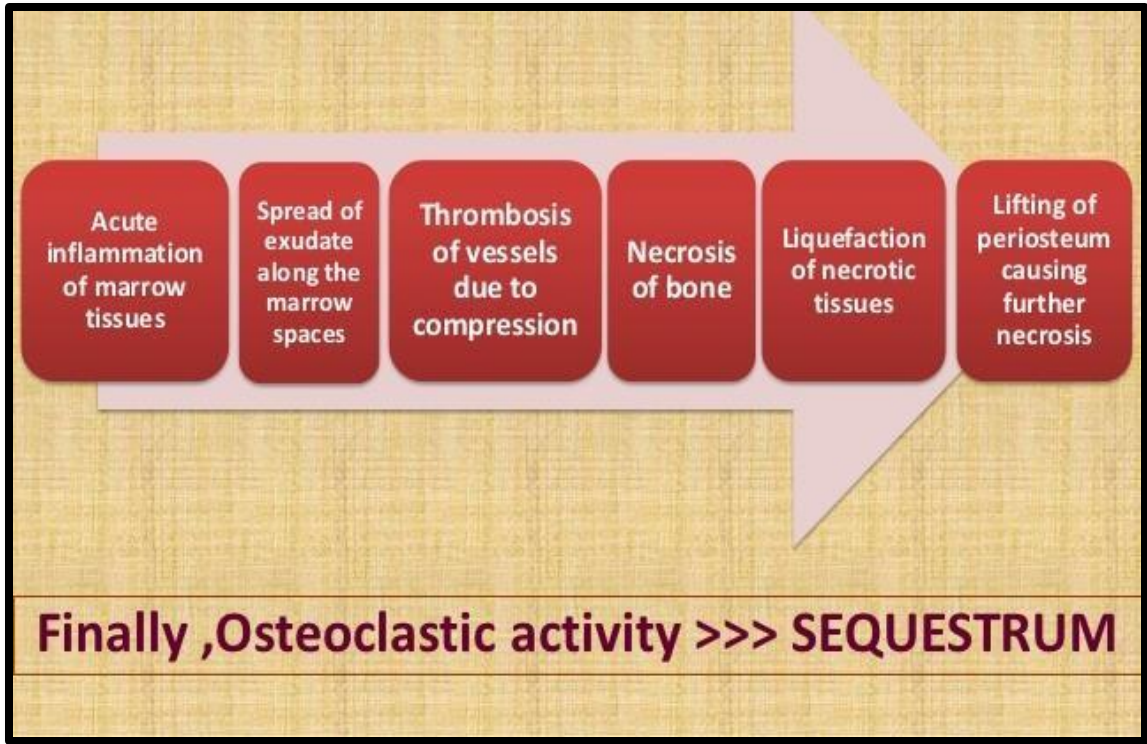 Acute
inflammation
of marrow
tissues
Spread of
exudate
along the
marrow
spaces
Thrombosis
of vessels
due to
compression
Necrosis
of bone
Liquefaction
of necrotic
tissues
Lifting of
periosteum
causing
further
necrosis
Finally ,Osteoclastic activity >>> SEQUESTRUM